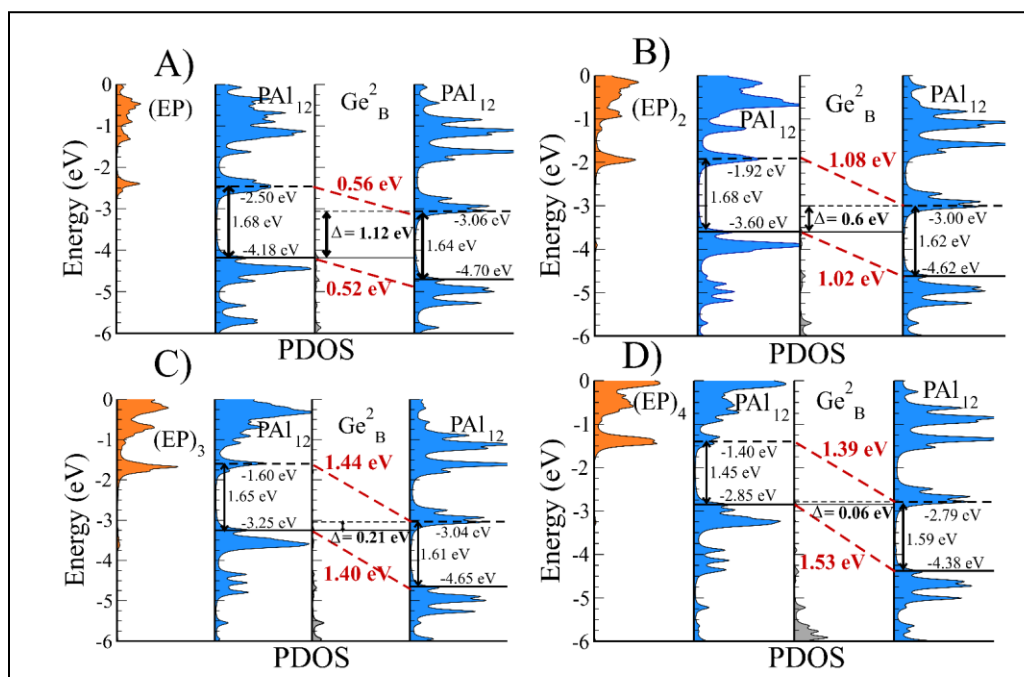 A)
(EP)
PAl12
Ge2B
PAl12
Energy (eV)
0
-1
-2
-3
-4
-5
-6
-2.50 eV
1.68 eV
-4.18 eV
0.56 eV
Δ = 1.12 eV
0.52 eV
-3.06 eV
1.64 eV
-4.70 eV
PDOS
B)
(EP)2
PAl12
Ge2B
PAl12
Energy (eV)
0
-1
-2
-3
-4
-5
-6
-1.92 eV
1.68 eV
-3.60 eV
1.08 eV
Δ = 0.6 eV
1.02 eV
-3.00 eV
1.62 eV
-4.62 eV
PDOS
C)
(EP)3
PAl12
Ge2B
PAl12
Energy (eV)
0
-1
-2
-3
-4
-5
-6
-1.60 eV
1.65 eV
-3.25 eV
1.44 eV
Δ = 0.21 eV
1.40 eV
-3.04 eV
1.61 eV
-4.65 eV
PDOS
D)
(EP)4
PAl12
Ge2B
PAl12
Energy (eV)
0
-1
-2
-3
-4
-5
-6
-1.40 eV
1.45 eV
-2.85 eV
1.39 eV
Δ = 0.06 eV
1.53 eV
-2.79 eV
1.59 eV
-4.38 eV
PDOS